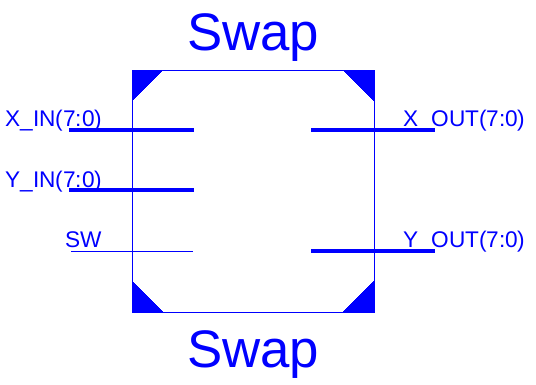 Swap
X_IN(7:0)
X_OUT(7:0)
Y_IN(7:0)
SW
Y_OUT(7:0)
Swap